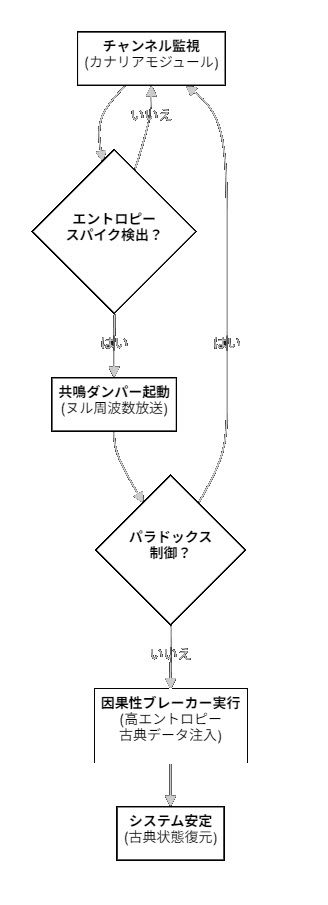 チャンネル監視
(カナリアモジュール)
いいえ
エントロピー
スパイク検出？
はい
はい
共鳴ダンパー起動
(ヌル周波数放送)
パラドックス
制御？
いいえ
因果性ブレーカー実行
(高エントロピー
古典データ注入)
システム安定
(古典状態復元)